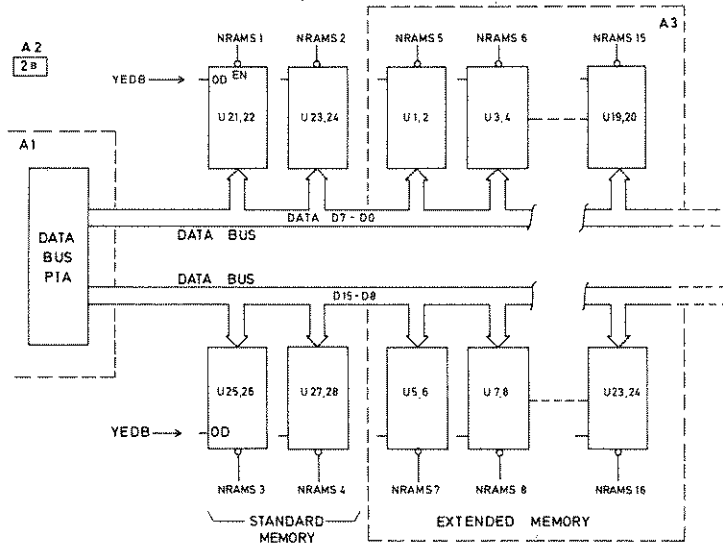 A3
NRAMS 1 NRAMS 2 NRAMS 5 NRAMS 6 NRAMS 15
A2
2B
YEDB OD EN
U21,22 U23,24 U1,2 U3,4 U19,20
A1
DATA D7-D0
DATA BUS
DATA
BUS
PIA
DATA BUS
D15-D8
U25,26 U27,28 U5,6 U7,8 U23,24
YEDB OD
NRAMS 3 NRAMS 4 NRAMS 7 NRAMS 8 NRAMS 16
STANDARD
MEMORY
EXTENDED MEMORY